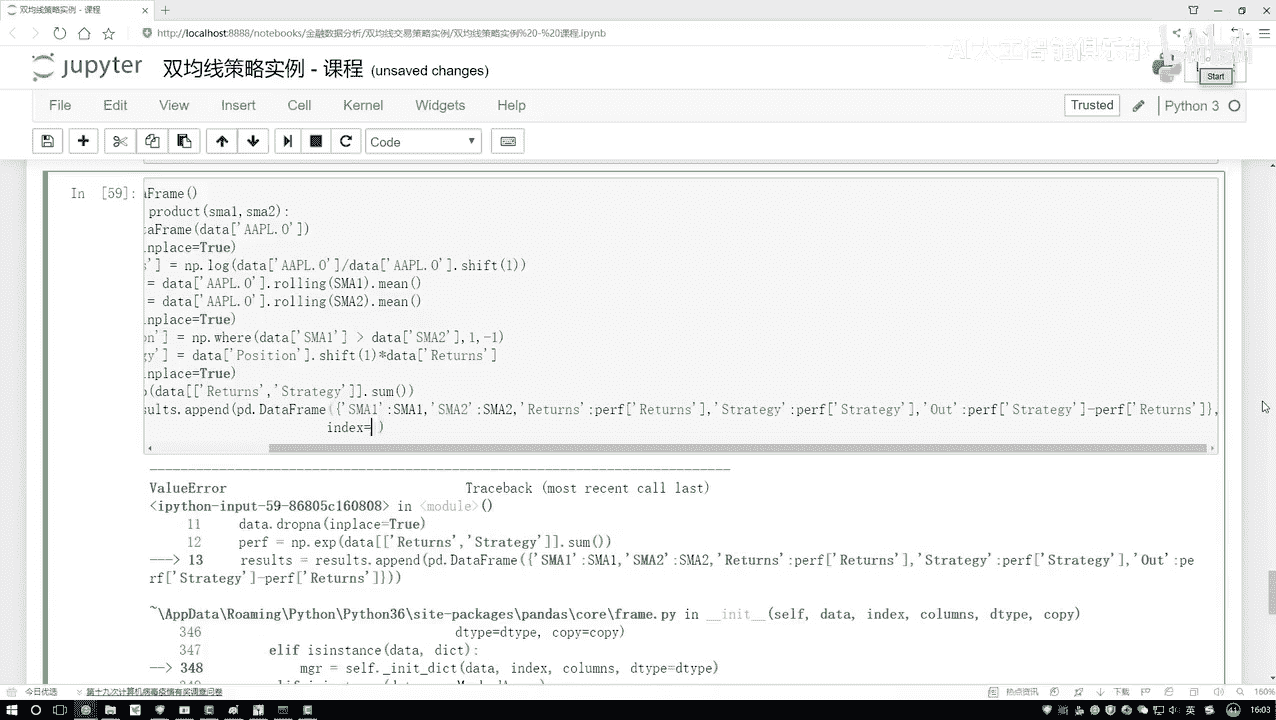 双均线策略实例 - 课程
http://localhost:8888/notebooks/金融数据分析/双均线交易策略实例/双均线策略实例%20-%20课程.ipynb
jupyter 双均线策略实例 - 课程 (unsaved changes)
AI人工智能俱乐部
Start
File Edit View Insert Cell Kernel Widgets Help
Trusted Python 3
Code
In [59]:
aFrame()
product(sma1,sma2):
taFrame(data['AAPL.O'])
inplace=True)
s'] = np.log(data['AAPL.O']/data['AAPL.O'].shift(1))
= data['AAPL.O'].rolling(SMA1).mean()
= data['AAPL.O'].rolling(SMA2).mean()
inplace=True)
on'] = np.where(data['SMA1'] > data['SMA2'],1,-1)
gy'] = data['Position'].shift(1)*data['Returns']
inplace=True)
p(data[['Returns','Strategy']].sum())
sults.append(pd.DataFrame({'SMA1':SMA1,'SMA2':SMA2,'Returns':perf['Returns'],'Strategy':perf['Strategy'],'Out':perf['Strategy']-perf['Returns']},
index= )
---------------------------------------------------------------------------
ValueError Traceback (most recent call last)
<ipython-input-59-86805c160808> in <module>()
11 data.dropna(inplace=True)
12 perf = np.exp(data[['Returns','Strategy']].sum())
---> 13 results = results.append(pd.DataFrame({'SMA1':SMA1,'SMA2':SMA2,'Returns':perf['Returns'],'Strategy':perf['Strategy'],'Out':pe
rf['Strategy']-perf['Returns']}))
~\AppData\Roaming\Python\Python36\site-packages\pandas\core\frame.py in __init__(self, data, index, columns, dtype, copy)
346 dtype=dtype, copy=copy)
347 elif isinstance(data, dict):
--> 348 mgr = self._init_dict(data, index, columns, dtype=dtype)
今日优选
第十九次计算机病毒疫情有奖调查问卷
热点资讯
下载
160%
英
16:03